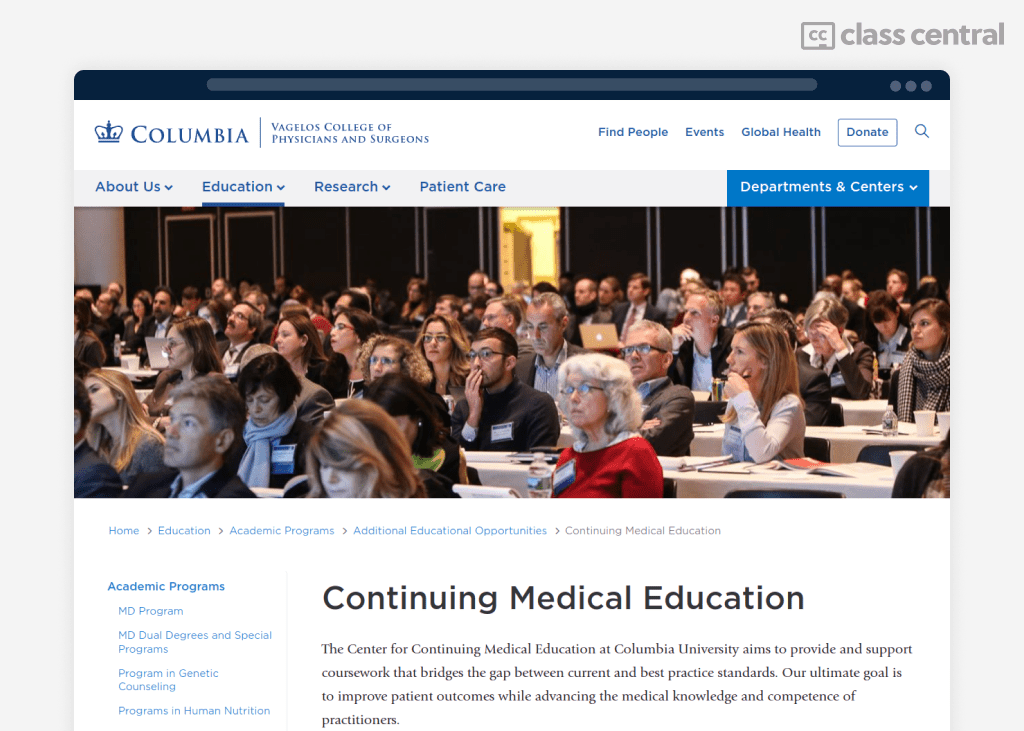 cc class central
COLUMBIA
VAGELOS COLLEGE OF
PHYSICIANS AND SURGEONS
Find People Events Global Health Donate
About Us Education Research Patient Care Departments & Centers
Home > Education > Academic Programs > Additional Educational Opportunities > Continuing Medical Education
Academic Programs
MD Program
MD Dual Degrees and Special
Programs
Program in Genetic
Counseling
Programs in Human Nutrition
Continuing Medical Education
The Center for Continuing Medical Education at Columbia University aims to provide and support
coursework that bridges the gap between current and best practice standards. Our ultimate goal is
to improve patient outcomes while advancing the medical knowledge and competence of
practitioners.